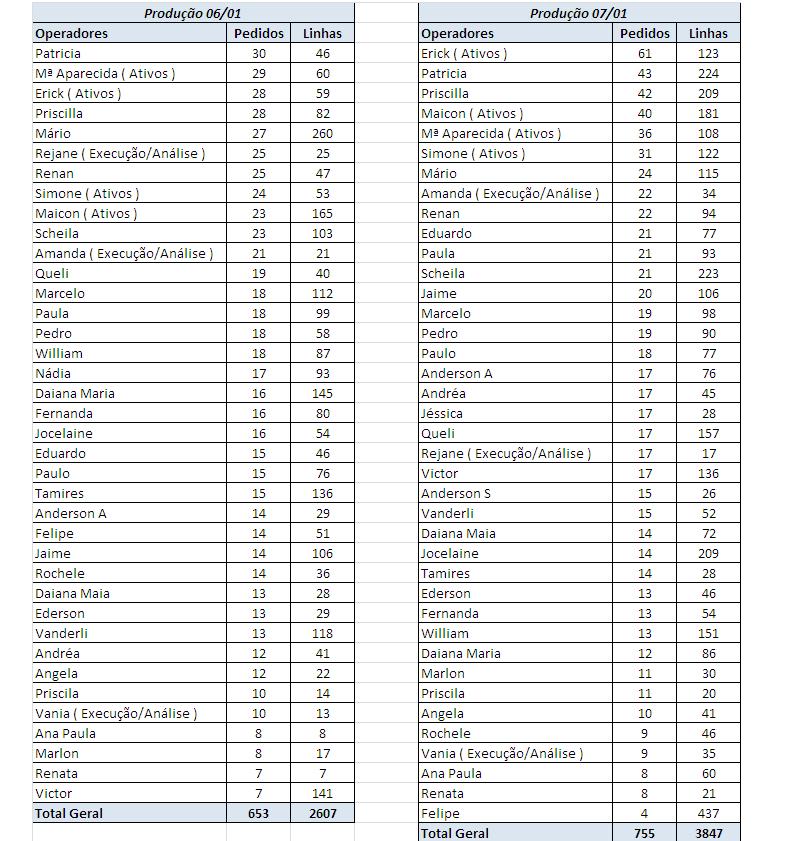 Produção 06/01
Operadores Pedidos Linhas
Patricia 30 46
Mª Aparecida ( Ativos ) 29 60
Erick ( Ativos ) 28 59
Priscilla 28 82
Mário 27 260
Rejane ( Execução/Análise ) 25 25
Renan 25 47
Simone ( Ativos ) 24 53
Maicon ( Ativos ) 23 165
Scheila 23 103
Amanda ( Execução/Análise ) 21 21
Queli 19 40
Marcelo 18 112
Paula 18 99
Pedro 18 58
William 18 87
Nádia 17 93
Daiana Maria 16 145
Fernanda 16 80
Jocelaine 16 54
Eduardo 15 46
Paulo 15 76
Tamires 15 136
Anderson A 14 29
Felipe 14 51
Jaime 14 106
Rochele 14 36
Daiana Maia 13 28
Ederson 13 29
Vanderli 13 118
Andréa 12 41
Angela 12 22
Priscila 10 14
Vania ( Execução/Análise ) 10 13
Ana Paula 8 8
Marlon 8 17
Renata 7 7
Victor 7 141
Total Geral 653 2607
Produção 07/01
Operadores Pedidos Linhas
Erick ( Ativos ) 61 123
Patricia 43 224
Priscilla 42 209
Maicon ( Ativos ) 40 181
Mª Aparecida ( Ativos ) 36 108
Simone ( Ativos ) 31 122
Mário 24 115
Amanda ( Execução/Análise ) 22 34
Renan 22 94
Eduardo 21 77
Paula 21 93
Scheila 21 223
Jaime 20 106
Marcelo 19 98
Pedro 19 90
Paulo 18 77
Anderson A 17 76
Andréa 17 45
Jéssica 17 28
Queli 17 157
Rejane ( Execução/Análise ) 17 17
Victor 17 136
Anderson S 15 26
Vanderli 15 52
Daiana Maia 14 72
Jocelaine 14 209
Tamires 14 28
Ederson 13 46
Fernanda 13 54
William 13 151
Daiana Maria 12 86
Marlon 11 30
Priscila 11 20
Angela 10 41
Rochele 9 46
Vania ( Execução/Análise ) 9 35
Ana Paula 8 60
Renata 8 21
Felipe 4 437
Total Geral 755 3847